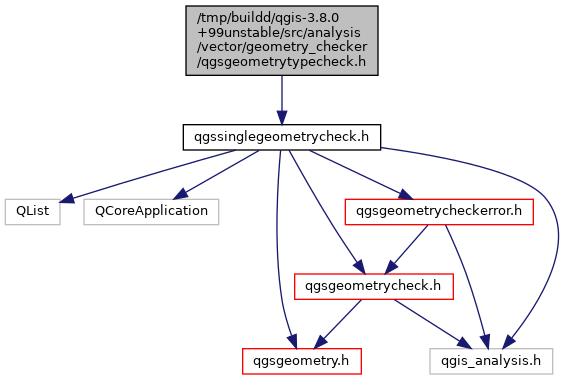 /tmp/buildd/qgis-3.8.0
+99unstable/src/analysis
/vector/geometry_checker
/qgsgeometrytypecheck.h
qgssinglegeometrycheck.h
QList
QCoreApplication
qgsgeometrycheckerror.h
qgsgeometrycheck.h
qgsgeometry.h
qgis_analysis.h